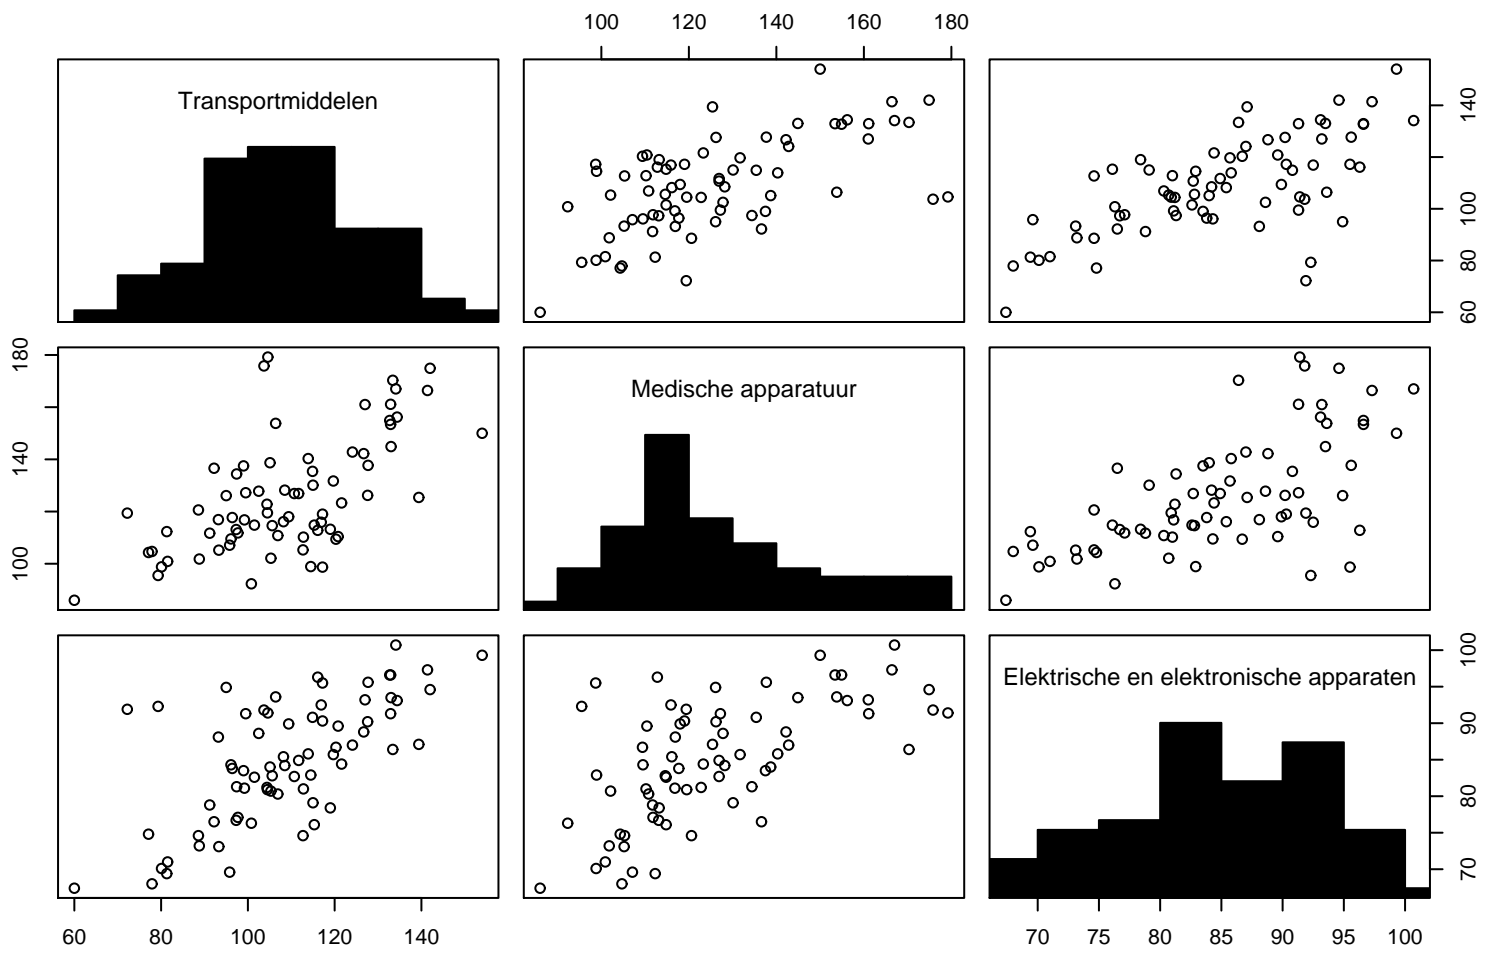 100 120 140 160 180
Transportmiddelen
60 80 100 140
100 140 180
Medische apparatuur
Elektrische en elektronische apparaten
70 80 90 100
60 80 100 120 140
70 75 80 85 90 95 100